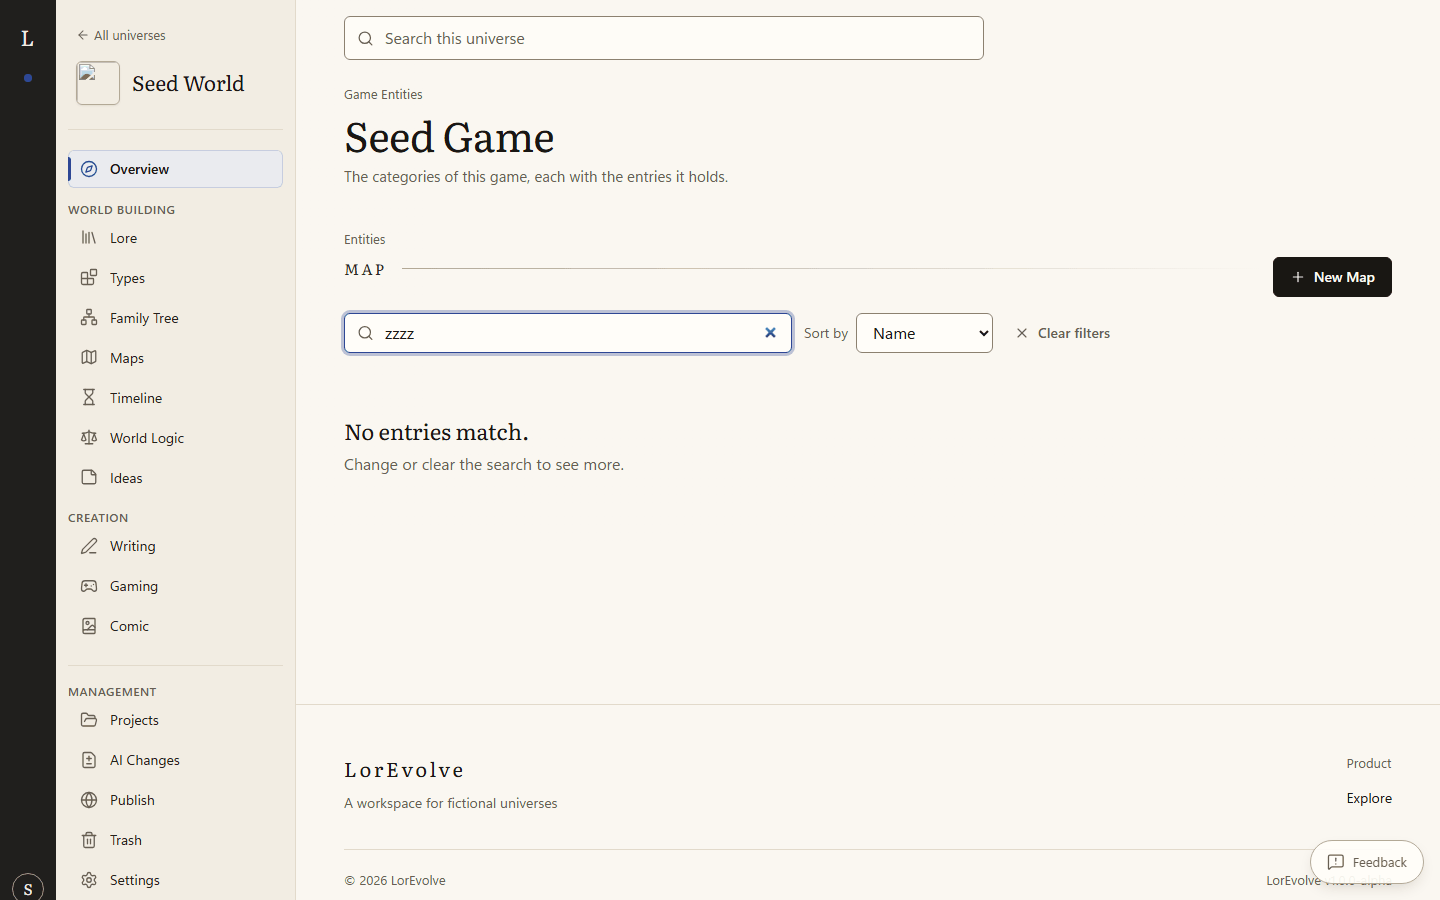 L
All universes
Seed World
Overview
WORLD BUILDING
Lore
Types
Family Tree
Maps
Timeline
World Logic
Ideas
CREATION
Writing
Gaming
Comic
MANAGEMENT
Projects
AI Changes
Publish
Trash
Settings
S
Search this universe
Game Entities
Seed Game
The categories of this game, each with the entries it holds.
Entities
MAP
New Map
zzzz
Sort by
Name
Clear filters
No entries match.
Change or clear the search to see more.
LorEvolve
A workspace for fictional universes
Product
Explore
© 2026 LorEvolve
LorEvolve
Feedback